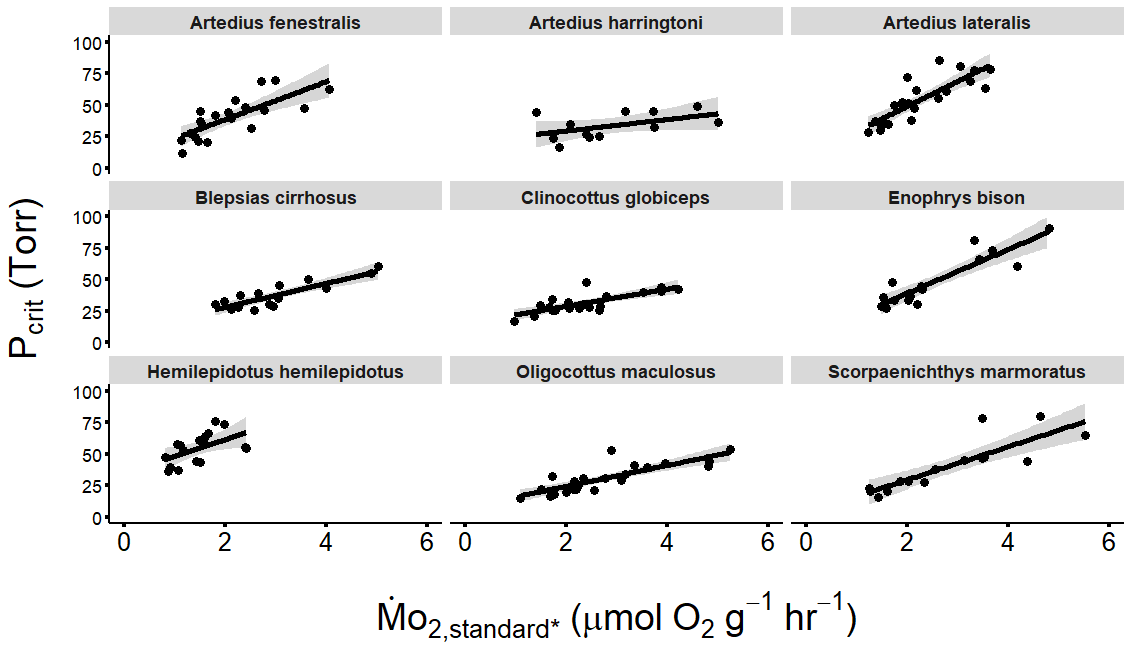 Artedius fenestralis Artedius harringtoni Artedius lateralis
100
75
50
25
0
Blepsias cirrhosus Clinocottus globiceps Enophrys bison
100
75
50
25
0
Hemilepidotus hemilepidotus Oligocottus maculosus Scorpaenichthys marmoratus
100
75
50
25
0
P_crit (Torr)
0 2 4 6 0 2 4 6 0 2 4 6
Ṁo₂,standard* (μmol O₂ g⁻¹ hr⁻¹)